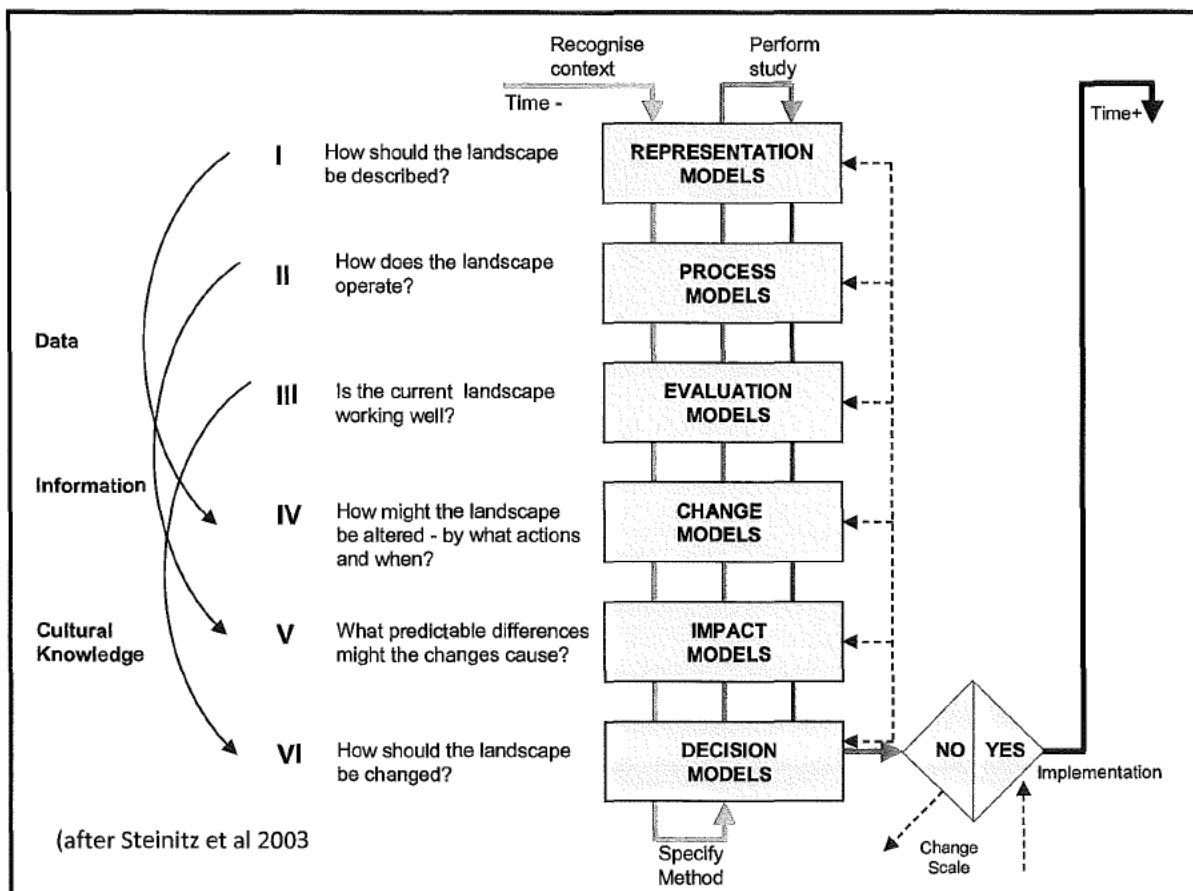 Recognise
context
Perform
study
Time -
Time+
I
How should the landscape
be described?
REPRESENTATION
MODELS
II
How does the landscape
operate?
PROCESS
MODELS
Data
III
Is the current landscape
working well?
EVALUATION
MODELS
Information
IV
How might the landscape
be altered - by what actions
and when?
CHANGE
MODELS
Cultural
Knowledge
V
What predictable differences
might the changes cause?
IMPACT
MODELS
VI
How should the landscape
be changed?
DECISION
MODELS
NO
YES
Implementation
Change
Scale
Specify
Method
(after Steinitz et al 2003